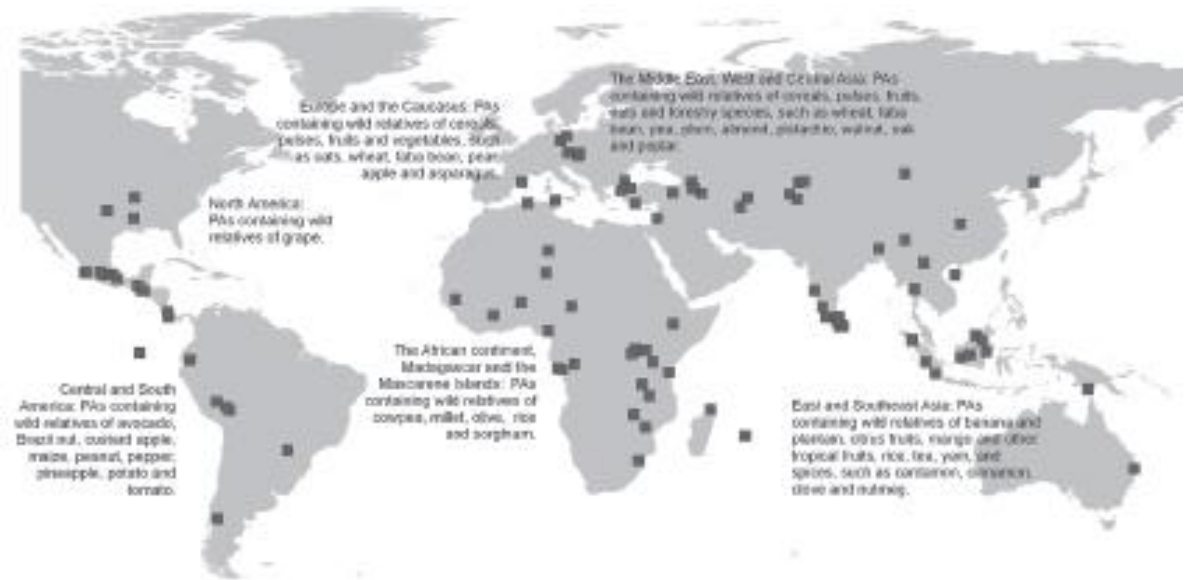 Europe and the Caucasus: PAs
containing wild relatives of cereals,
pulses, fruits and vegetables, such
as oats, wheat, faba bean, pear,
apple and asparagus.
The Middle East, West and Central Asia: PAs
containing wild relatives of cereals, pulses, fruits,
nuts and forestry species, such as wheat, faba
bean, pea, plum, almond, pistachio, walnut, oak
and poplar.
North America:
PAs containing wild
relatives of grape.
Central and South
America: PAs containing
wild relatives of avocado,
Brazil nut, custard apple,
maize, peanut, pepper,
pineapple, potato and
tomato.
The African continent,
Madagascar and the
Mascarene Islands: PAs
containing wild relatives of
cowpea, millet, olive, rice
and sorghum.
East and Southeast Asia: PAs
containing wild relatives of banana and
plantain, citrus fruits, mango and other
tropical fruits, rice, tea, yam, and
spices, such as cardamon, cinnamon,
clove and nutmeg.